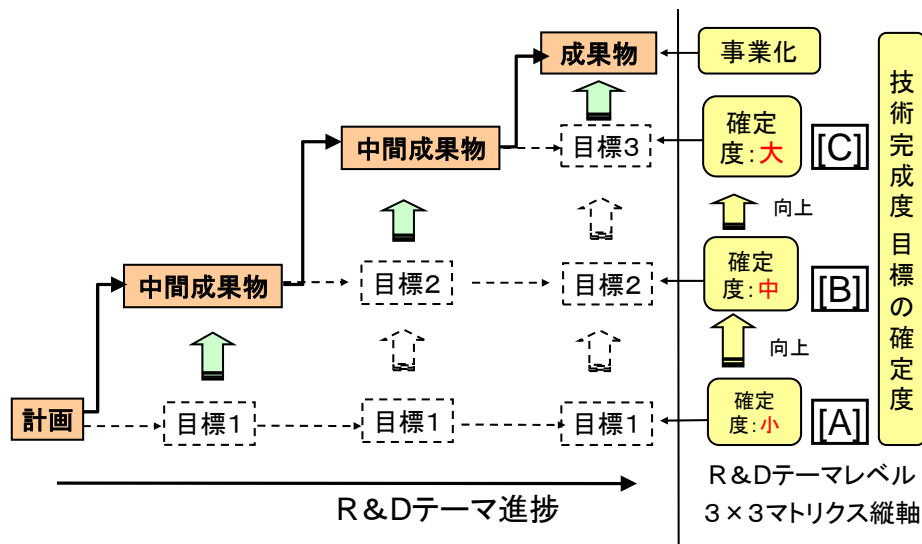 成果物
事業化
中間成果物
目標3
確定
度：大
[C]
向上
中間成果物
目標2
目標2
確定
度：中
[B]
向上
計画
目標1
目標1
目標1
確定
度：小
[A]
技術完成度 目標の確定度
R&Dテーマ進捗
R&Dテーマレベル
3×3マトリクス縦軸